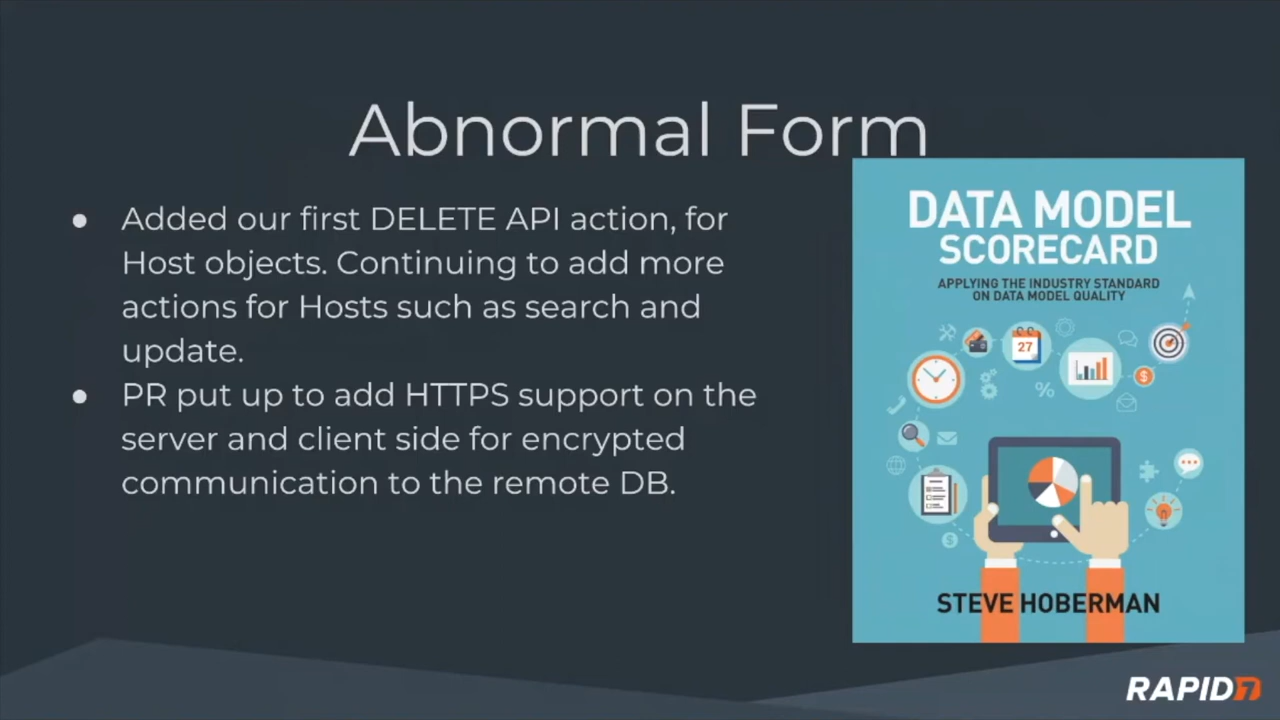 Abnormal Form
● Added our first DELETE API action, for
Host objects. Continuing to add more
actions for Hosts such as search and
update.
● PR put up to add HTTPS support on the
server and client side for encrypted
communication to the remote DB.
DATA MODEL
SCORECARD
APPLYING THE INDUSTRY STANDARD
ON DATA MODEL QUALITY
27
$
%
$
STEVE HOBERMAN
RAPID7